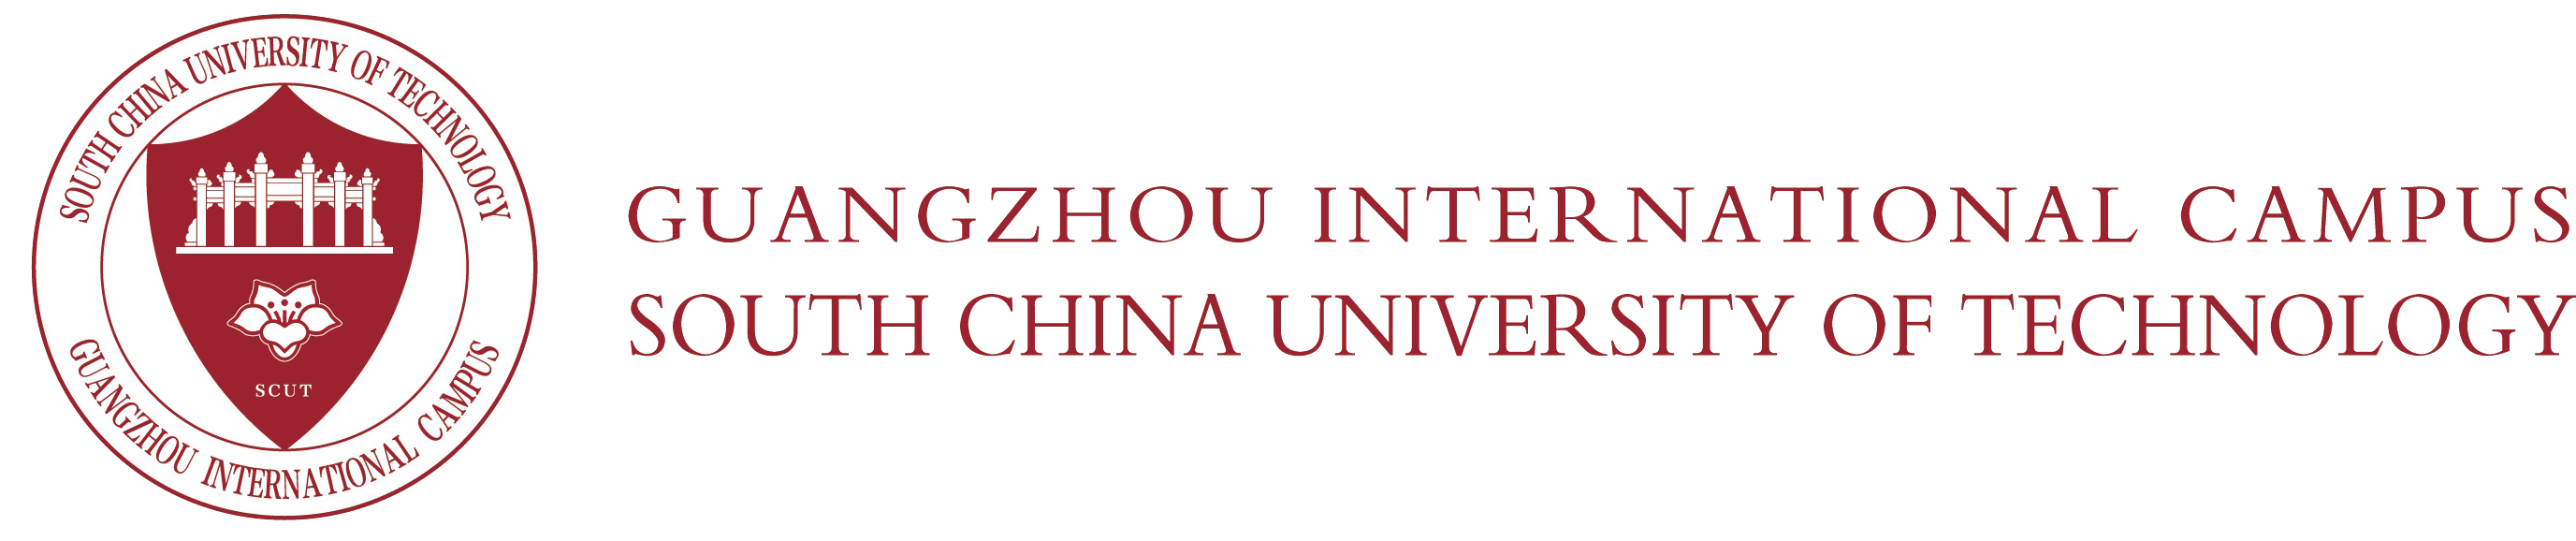 SOUTH CHINA UNIVERSITY OF TECHNOLOGY
SCUT
GUANGZHOU INTERNATIONAL CAMPUS
GUANGZHOU INTERNATIONAL CAMPUS
SOUTH CHINA UNIVERSITY OF TECHNOLOGY